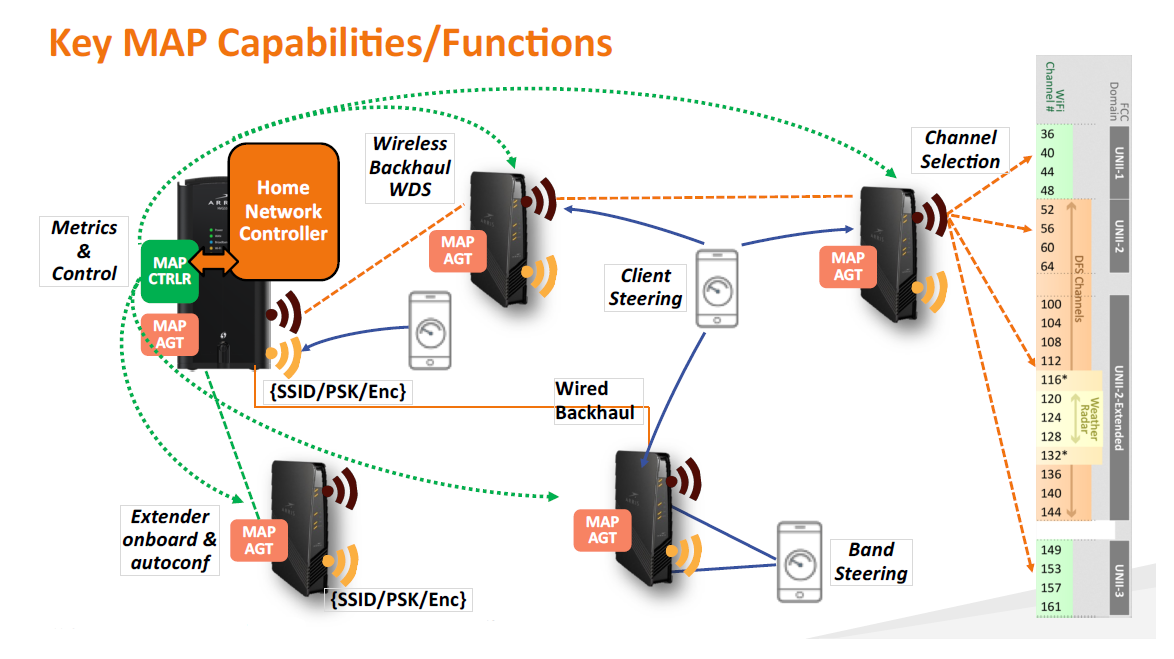 Key MAP Capabilities/Functions
Metrics
&
Control
Home
Network
Controller
MAP
CTRLR
MAP
AGT
{SSID/PSK/Enc}
Wireless
Backhaul
WDS
MAP
AGT
Client
Steering
MAP
AGT
Channel
Selection
Wired
Backhaul
Extender
onboard &
autoconf
MAP
AGT
{SSID/PSK/Enc}
MAP
AGT
Band
Steering
WiFi
Channel #
FCC
Domain
36
40
44
48
UNII-1
52
56
60
64
UNII-2
DFS Channels
100
104
108
112
116*
120
124
128
132*
136
140
144
Weather
Radar
UNII-2-Extended
149
153
157
161
UNII-3